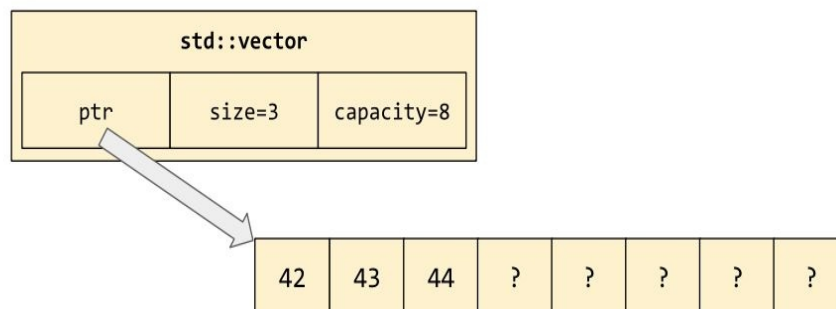 std::vector
ptr size=3 capacity=8
42 43 44 ? ? ? ? ?